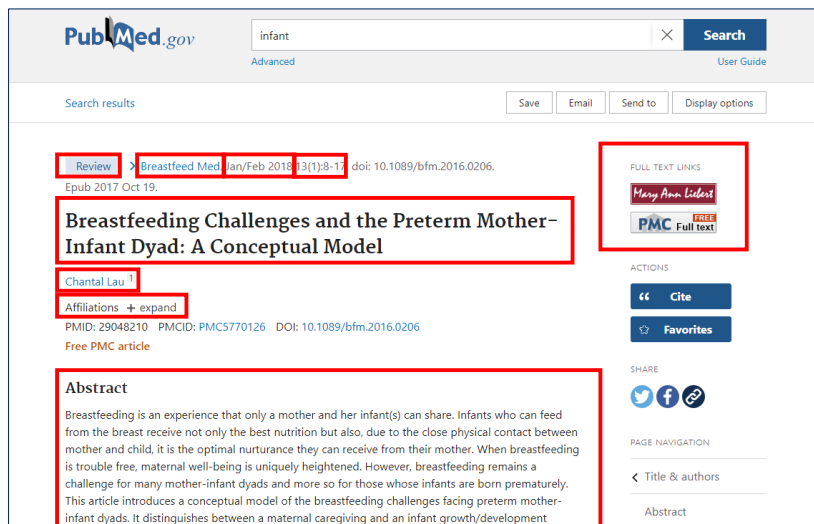 PubMed.gov
infant
Search
Advanced
User Guide
Search results
Save
Email
Send to
Display options
Review
Breastfeed Med. Jan/Feb 2018;13(1):8-17. doi: 10.1089/bfm.2016.0206.
Epub 2017 Oct 19.
Breastfeeding Challenges and the Preterm Mother-
Infant Dyad: A Conceptual Model
Chantal Lau 1
Affiliations + expand
PMID: 29048210 PMCID: PMC5770126 DOI: 10.1089/bfm.2016.0206
Free PMC article
Abstract
Breastfeeding is an experience that only a mother and her infant(s) can share. Infants who can feed
from the breast receive not only the best nutrition but also, due to the close physical contact between
mother and child, it is the optimal nurturance they can receive from their mother. When breastfeeding
is trouble free, maternal well-being is uniquely heightened. However, breastfeeding remains a
challenge for many mother-infant dyads and more so for those whose infants are born prematurely.
This article introduces a conceptual model of the breastfeeding challenges facing preterm mother-
infant dyads. It distinguishes between a maternal caregiving and an infant growth/development
FULL TEXT LINKS
Mary Ann Liebert
PMC FREE Full text
ACTIONS
Cite
Favorites
SHARE
PAGE NAVIGATION
Title & authors
Abstract